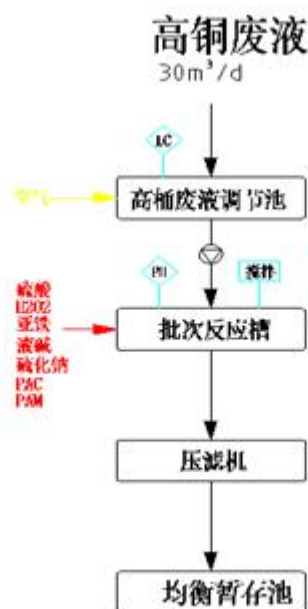 高铜废液
30m³/d
LC
空气
高桶废液调节池
PH
搅拌
硫酸
H2O2
亚铁
液碱
硫化钠
PAC
PAM
批次反应槽
压滤机
均衡暂存池